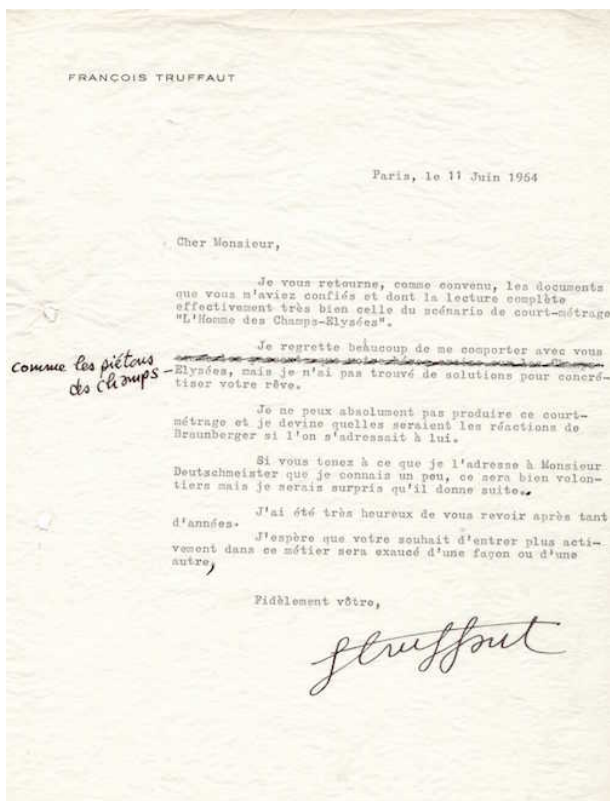 FRANÇOIS TRUFFAUT
Paris, le 11 Juin 1964
Cher Monsieur,
Je vous retourne, comme convenu, les documents
que vous m'aviez confiés et dont la lecture complète
effectivement très bien celle du scénario de court-métrage
"L'Homme des Champs-Elysées".
Je regrette beaucoup de me comporter avec vous
comme les piétons
des champs-
Elysées, mais je n'ai pas trouvé de solutions pour concré-
tiser votre rêve.
Je ne peux absolument pas produire ce court-
métrage et je devine quelles seraient les réactions de
Braunberger si l'on s'adressait à lui.
Si vous tenez à ce que je l'adresse à Monsieur
Deutschmeister que je connais un peu, ce sera bien volon-
tiers mais je serais surpris qu'il donne suite.
J'ai été très heureux de vous revoir après tant
d'années.
J'espère que votre souhait d'entrer plus acti-
vement dans ce métier sera exaucé d'une façon ou d'une
autre,
Fidèlement vôtre,
ftruffaut